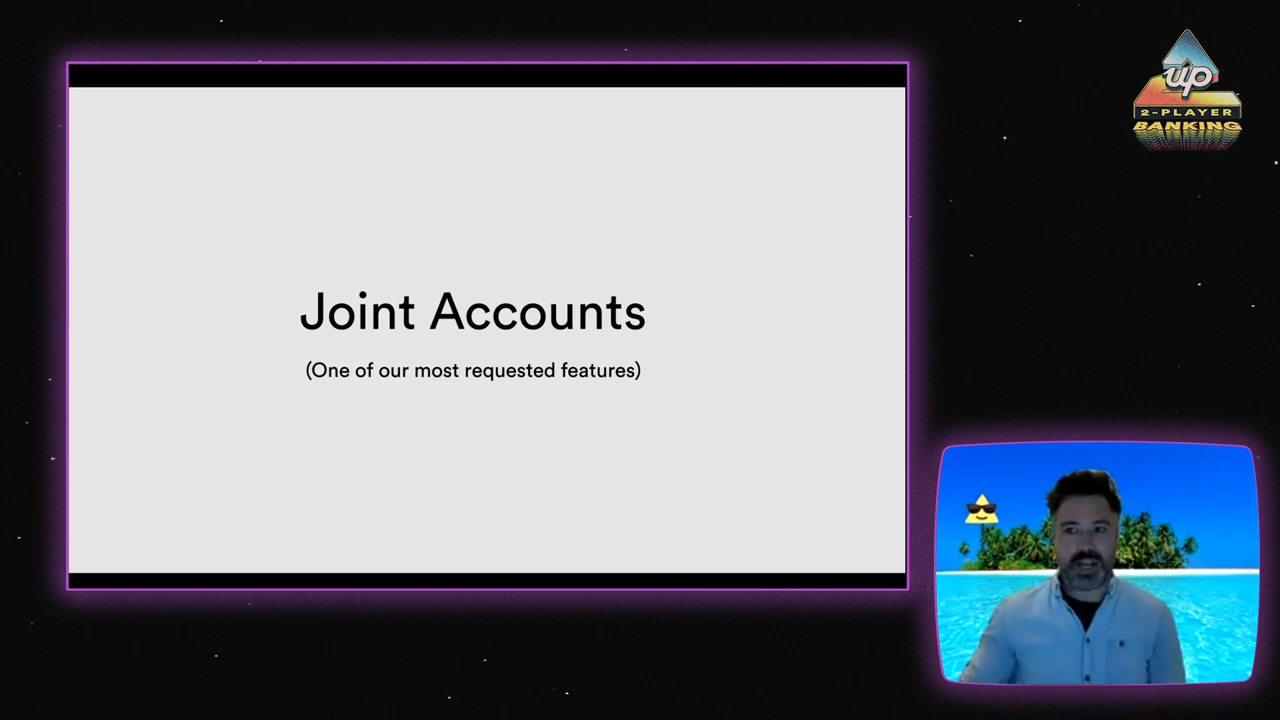 Joint Accounts
(One of our most requested features)
up
2-PLAYER
BANKING